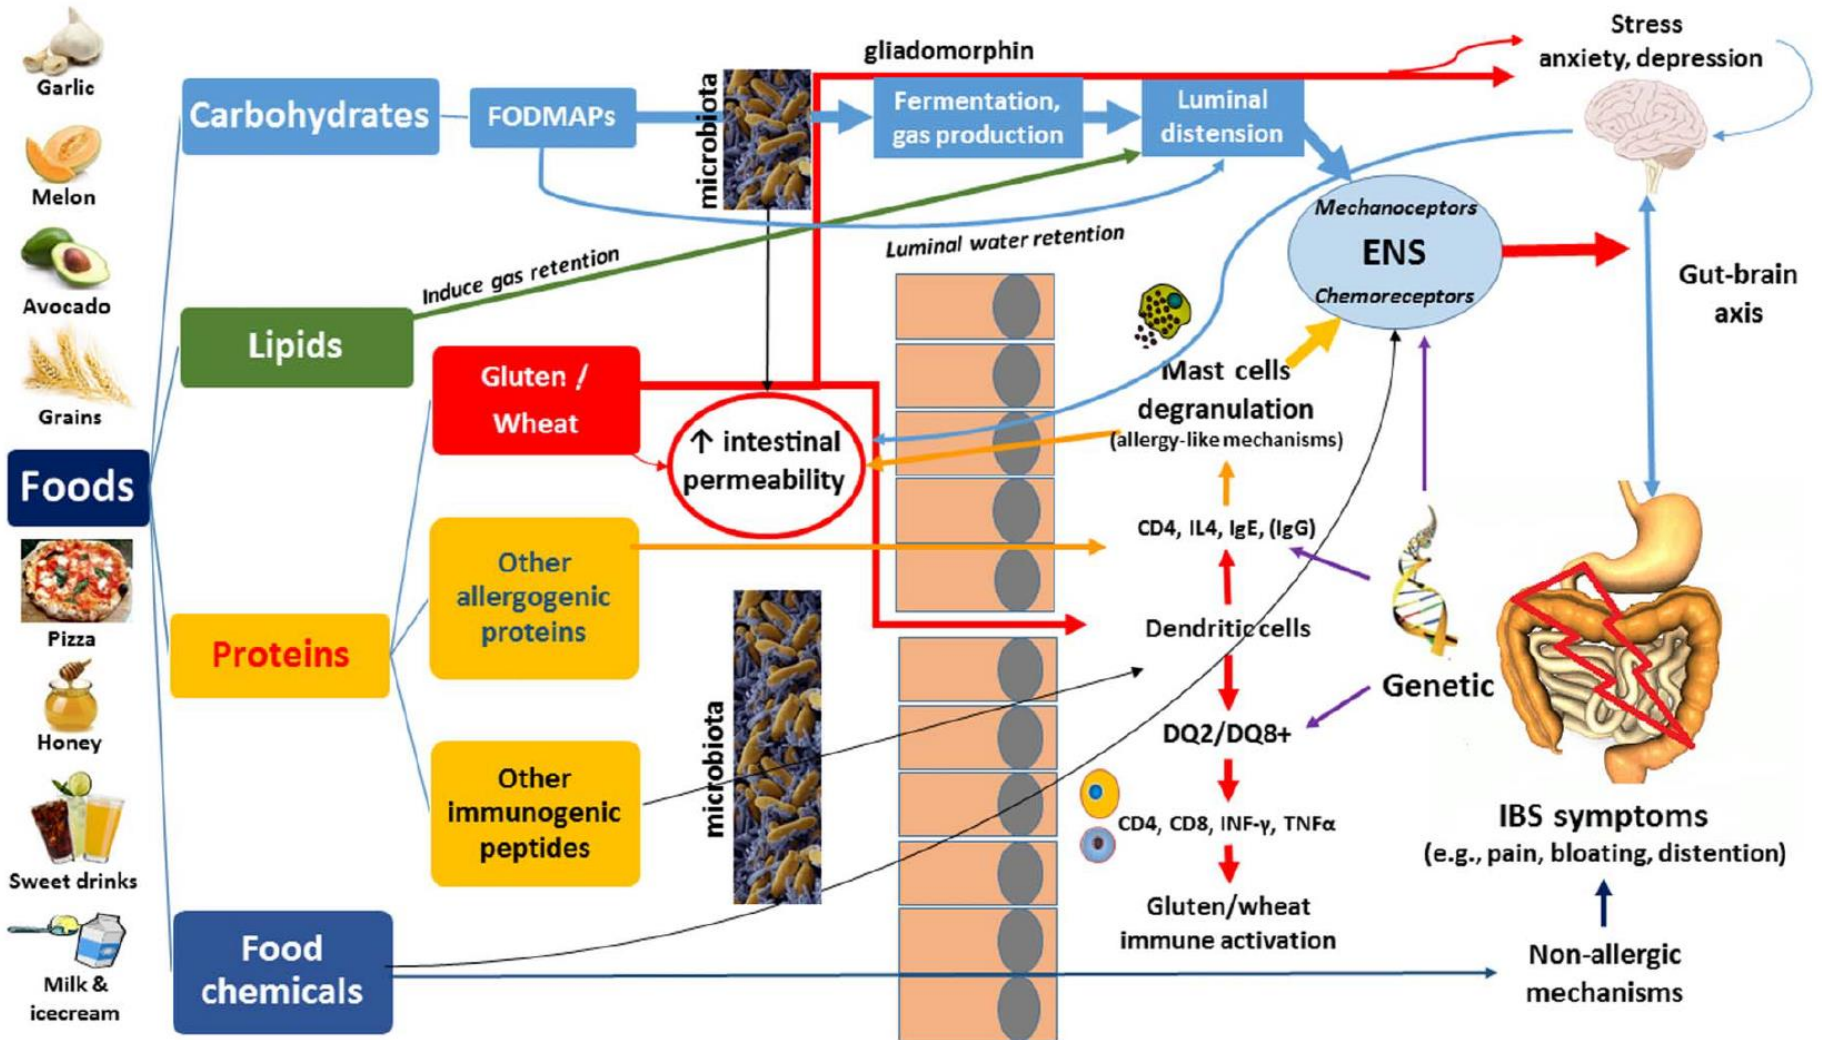 Garlic
Melon
Avocado
Grains
Foods
Pizza
Honey
Sweet drinks
Milk &
icecream
Carbohydrates
Lipids
Proteins
Food
chemicals
FODMAPs
microbiota
gliadomorphin
Fermentation,
gas production
Luminal
distension
Induce gas retention
Luminal water retention
Gluten /
Wheat
↑ intestinal
permeability
Other
allergogenic
proteins
Other
immunogenic
peptides
microbiota
Mechanoceptors
ENS
Chemoreceptors
Mast cells
degranulation
(allergy-like mechanisms)
CD4, IL4, IgE, (IgG)
Dendritic cells
DQ2/DQ8+
CD4, CD8, INF-γ, TNFα
Gluten/wheat
immune activation
Genetic
Stress
anxiety, depression
Gut-brain
axis
IBS symptoms
(e.g., pain, bloating, distention)
Non-allergic
mechanisms